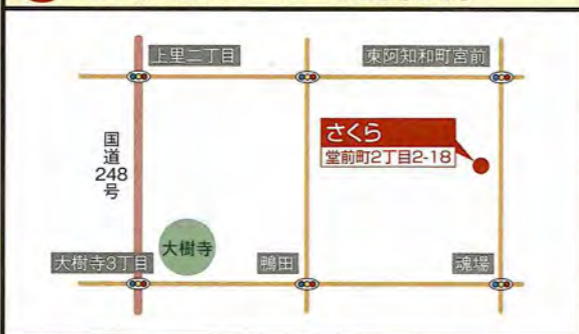 上里二丁目
東阿知和町宮前
さくら
堂前町2丁目2-18
国道
248
号
大樹寺
大樹寺3丁目
鴨田
魂場